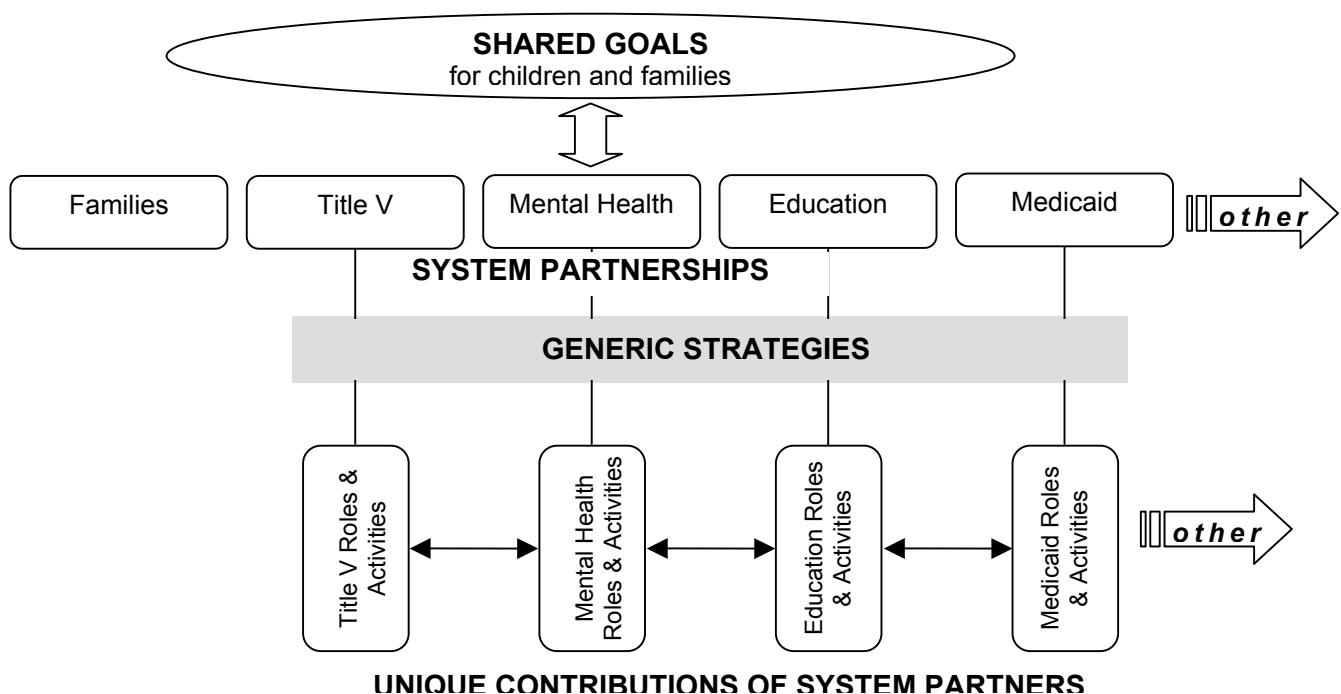 SHARED GOALS
for children and families
Families
Title V
Mental Health
Education
Medicaid
other
SYSTEM PARTNERSHIPS
GENERIC STRATEGIES
Title V Roles &
Activities
Mental Health
Roles & Activities
Education Roles
& Activities
Medicaid Roles
& Activities
other
UNIQUE CONTRIBUTIONS OF SYSTEM PARTNERS